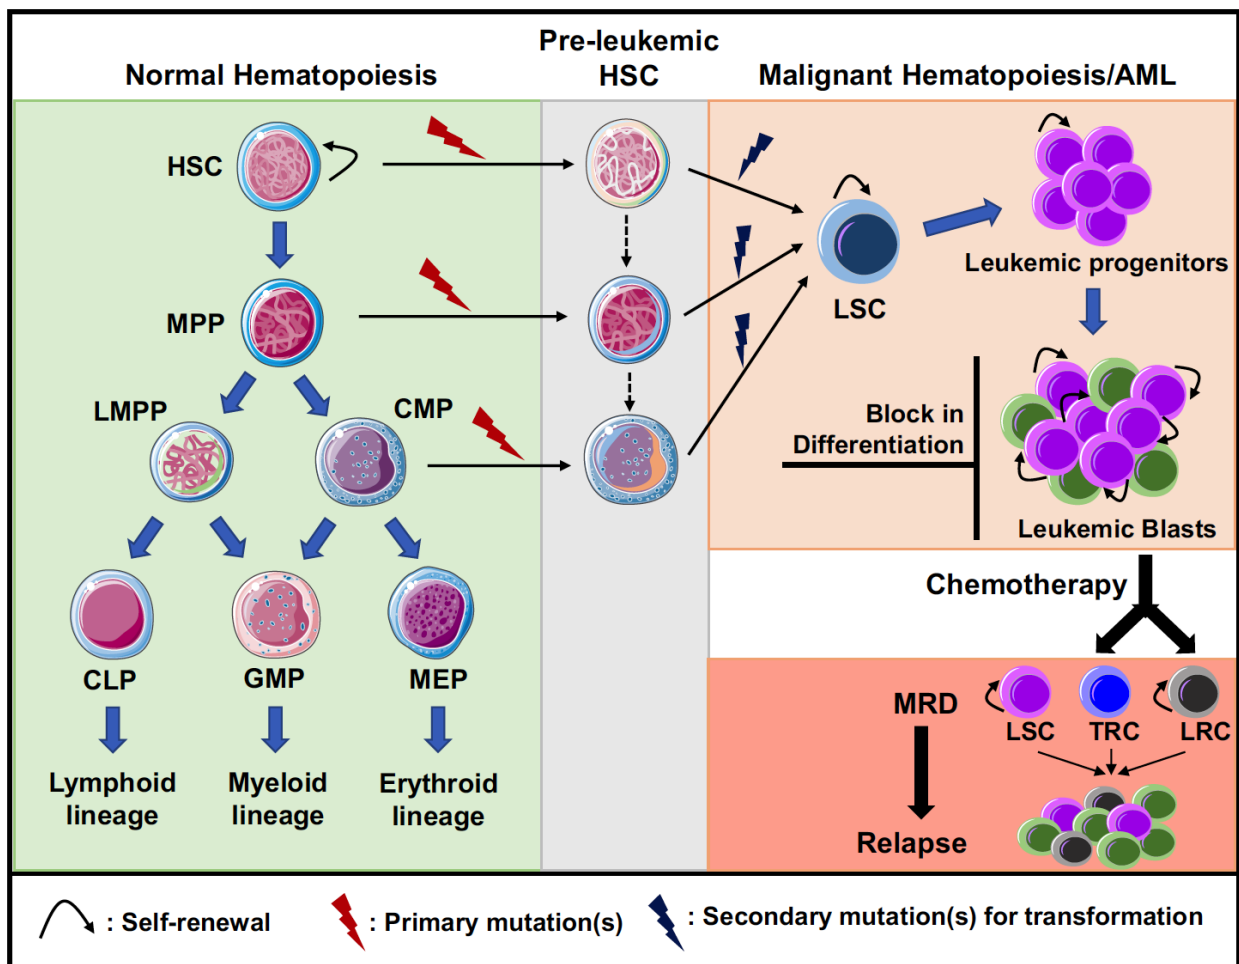 Normal Hematopoiesis
Pre-leukemic
HSC
Malignant Hematopoiesis/AML
HSC
MPP
LMPP
CMP
CLP
GMP
MEP
Lymphoid
lineage
Myeloid
lineage
Erythroid
lineage
LSC
Leukemic progenitors
Block in
Differentiation
Leukemic Blasts
Chemotherapy
MRD
LSC
TRC
LRC
Relapse
: Self-renewal
: Primary mutation(s)
: Secondary mutation(s) for transformation